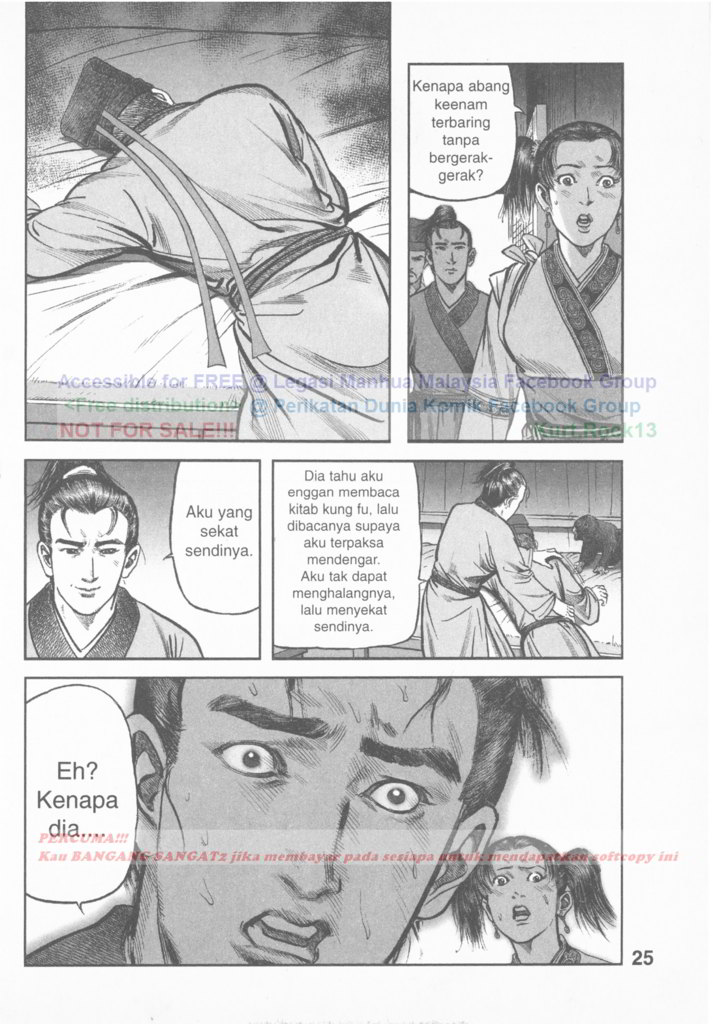 Kenapa abang
keenam
terbaring
tanpa
bergerak-
gerak?
Accessible for FREE @ Legasi Manhua Malaysia Facebook Group
<Free distribution> @ Perikatan Dunia Komik Facebook Group
NOT FOR SALE!!!
Kurt.Rock13
Aku yang
sekat
sendinya.
Dia tahu aku
enggan membaca
kitab kung fu, lalu
dibacanya supaya
aku terpaksa
mendengar.
Aku tak dapat
menghalangnya,
lalu menyekat
sendinya.
Eh?
Kenapa
dia....
PERCUMA!!!
Kau BANGANG SANGATz jika membayar pada sesiapa untuk mendapatkan softcopy ini
25